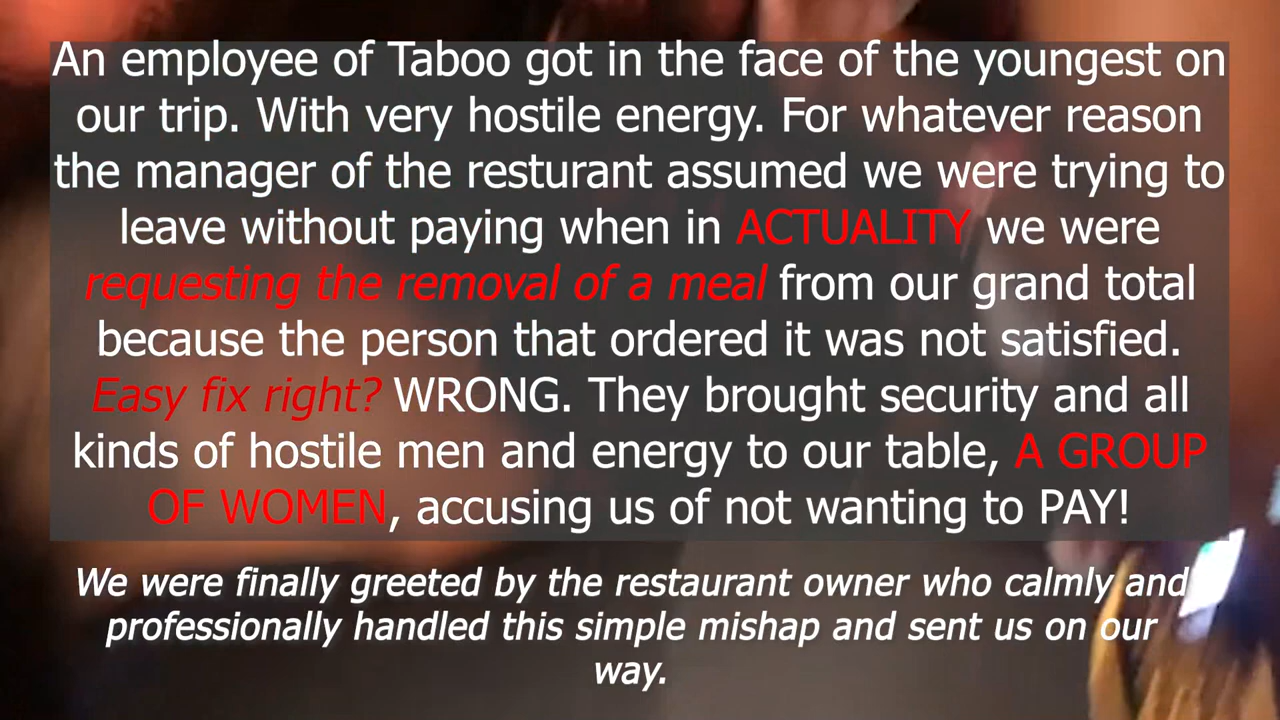 An employee of Taboo got in the face of the youngest on
our trip. With very hostile energy. For whatever reason
the manager of the resturant assumed we were trying to
leave without paying when in ACTUALITY we were
requesting the removal of a meal from our grand total
because the person that ordered it was not satisfied.
Easy fix right? WRONG. They brought security and all
kinds of hostile men and energy to our table, A GROUP
OF WOMEN, accusing us of not wanting to PAY!
We were finally greeted by the restaurant owner who calmly and
professionally handled this simple mishap and sent us on our
way.